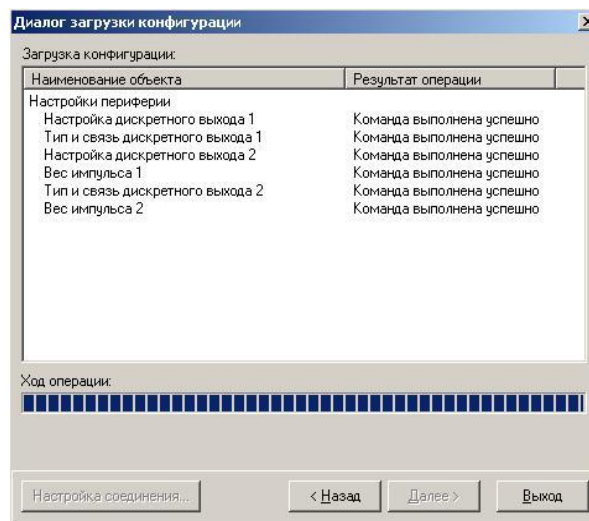 Диалог загрузки конфигурации
Загрузка конфигурации:
Наименование объекта Результат операции
Настройки периферии
Настройка дискретного выхода 1 Команда выполнена успешно
Тип и связь дискретного выхода 1 Команда выполнена успешно
Настройка дискретного выхода 2 Команда выполнена успешно
Вес импульса 1 Команда выполнена успешно
Тип и связь дискретного выхода 2 Команда выполнена успешно
Вес импульса 2 Команда выполнена успешно
Ход операции:
Настройка соединения... < Назад Далее > Выход